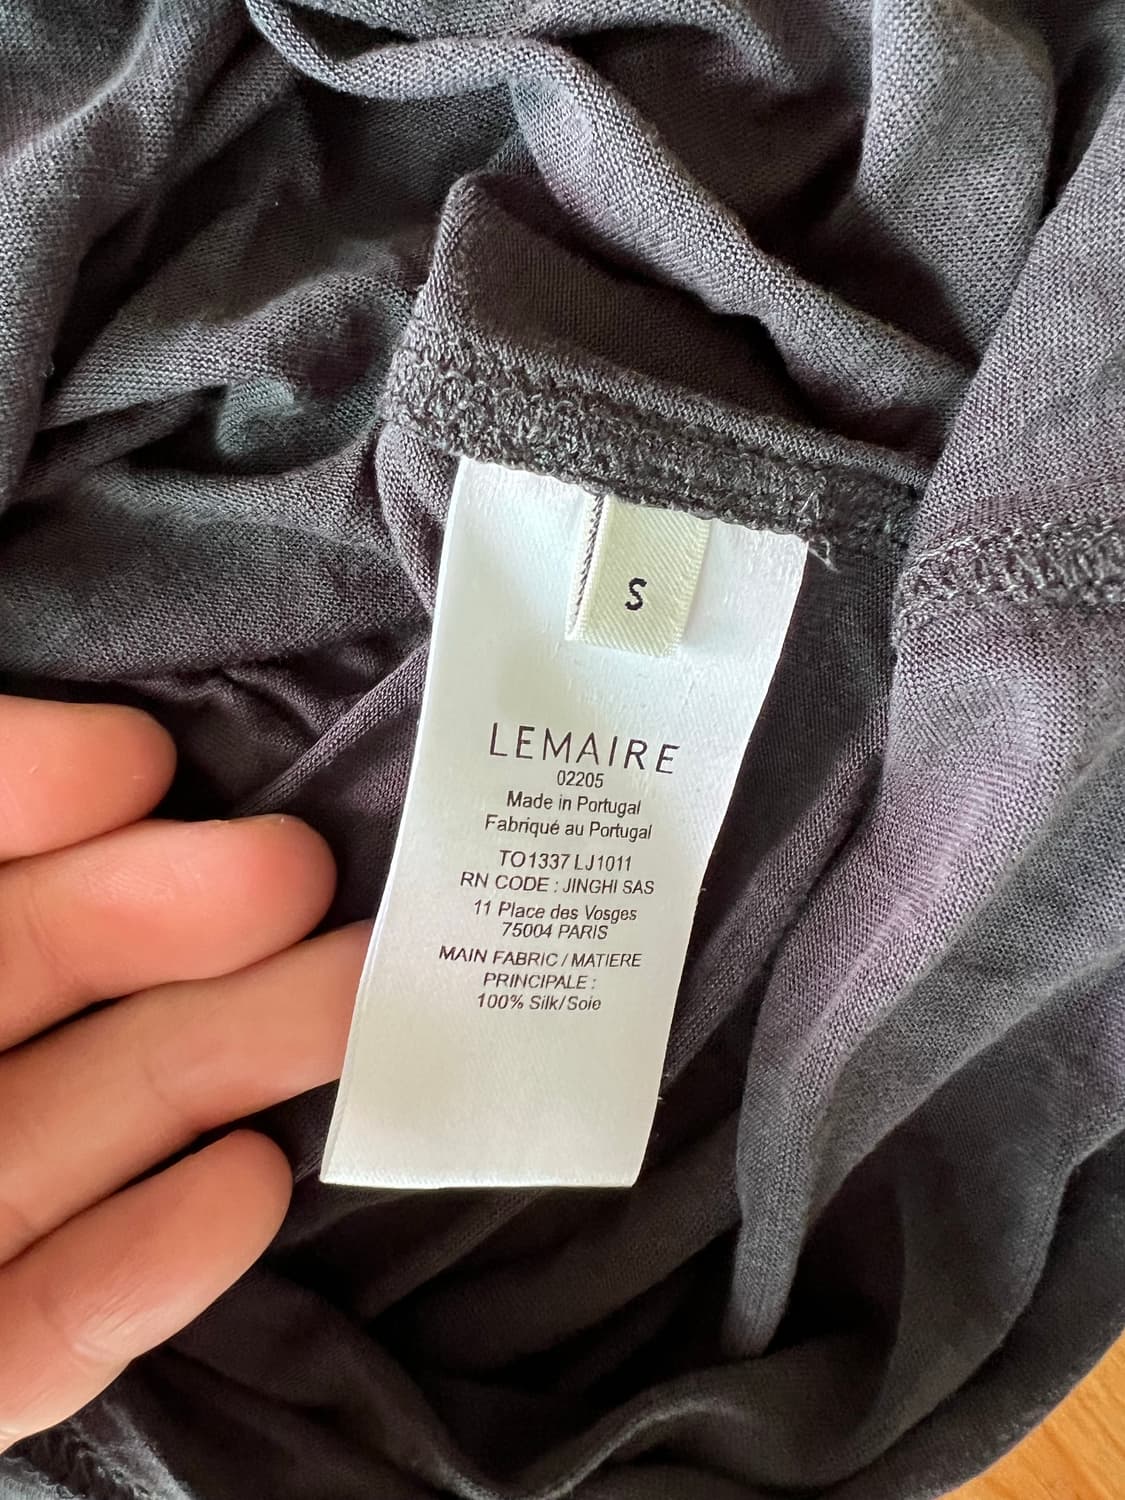 S
LEMAIRE
02205
Made in Portugal
Fabriqué au Portugal
TO1337 LJ1011
RN CODE : JINGHI SAS
11 Place des Vosges
75004 PARIS
MAIN FABRIC / MATIERE
PRINCIPALE :
100% Silk/Soie